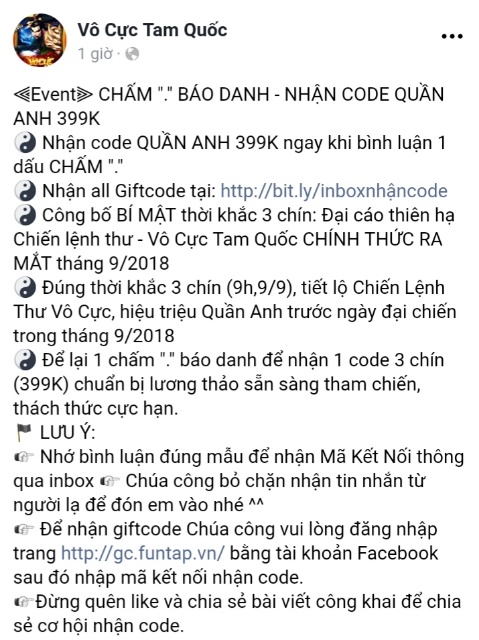 Vô Cực Tam Quốc
1 giờ ·
⫷Event⫸ CHẤM "." BÁO DANH - NHẬN CODE QUẦN
ANH 399K
☯ Nhận code QUẦN ANH 399K ngay khi bình luận 1
dấu CHẤM "."
☯ Nhận all Giftcode tại: http://bit.ly/inboxnhậncode
☯ Công bố BÍ MẬT thời khắc 3 chín: Đại cáo thiên hạ
Chiến lệnh thư - Vô Cực Tam Quốc CHÍNH THỨC RA
MẮT tháng 9/2018
☯ Đúng thời khắc 3 chín (9h,9/9), tiết lộ Chiến Lệnh
Thư Vô Cực, hiệu triệu Quần Anh trước ngày đại chiến
trong tháng 9/2018
☯ Để lại 1 chấm "." báo danh để nhận 1 code 3 chín
(399K) chuẩn bị lương thảo sẵn sàng tham chiến,
thách thức cực hạn.
🏴 LƯU Ý:
👉 Nhớ bình luận đúng mẫu để nhận Mã Kết Nối thông
qua inbox 👉 Chúa công bỏ chặn nhận tin nhắn từ
người lạ để đón em vào nhé ^^
👉 Để nhận giftcode Chúa công vui lòng đăng nhập
trang http://gc.funtap.vn/ bằng tài khoản Facebook
sau đó nhập mã kết nối nhận code.
👉Đừng quên like và chia sẻ bài viết công khai để chia
sẻ cơ hội nhận code.